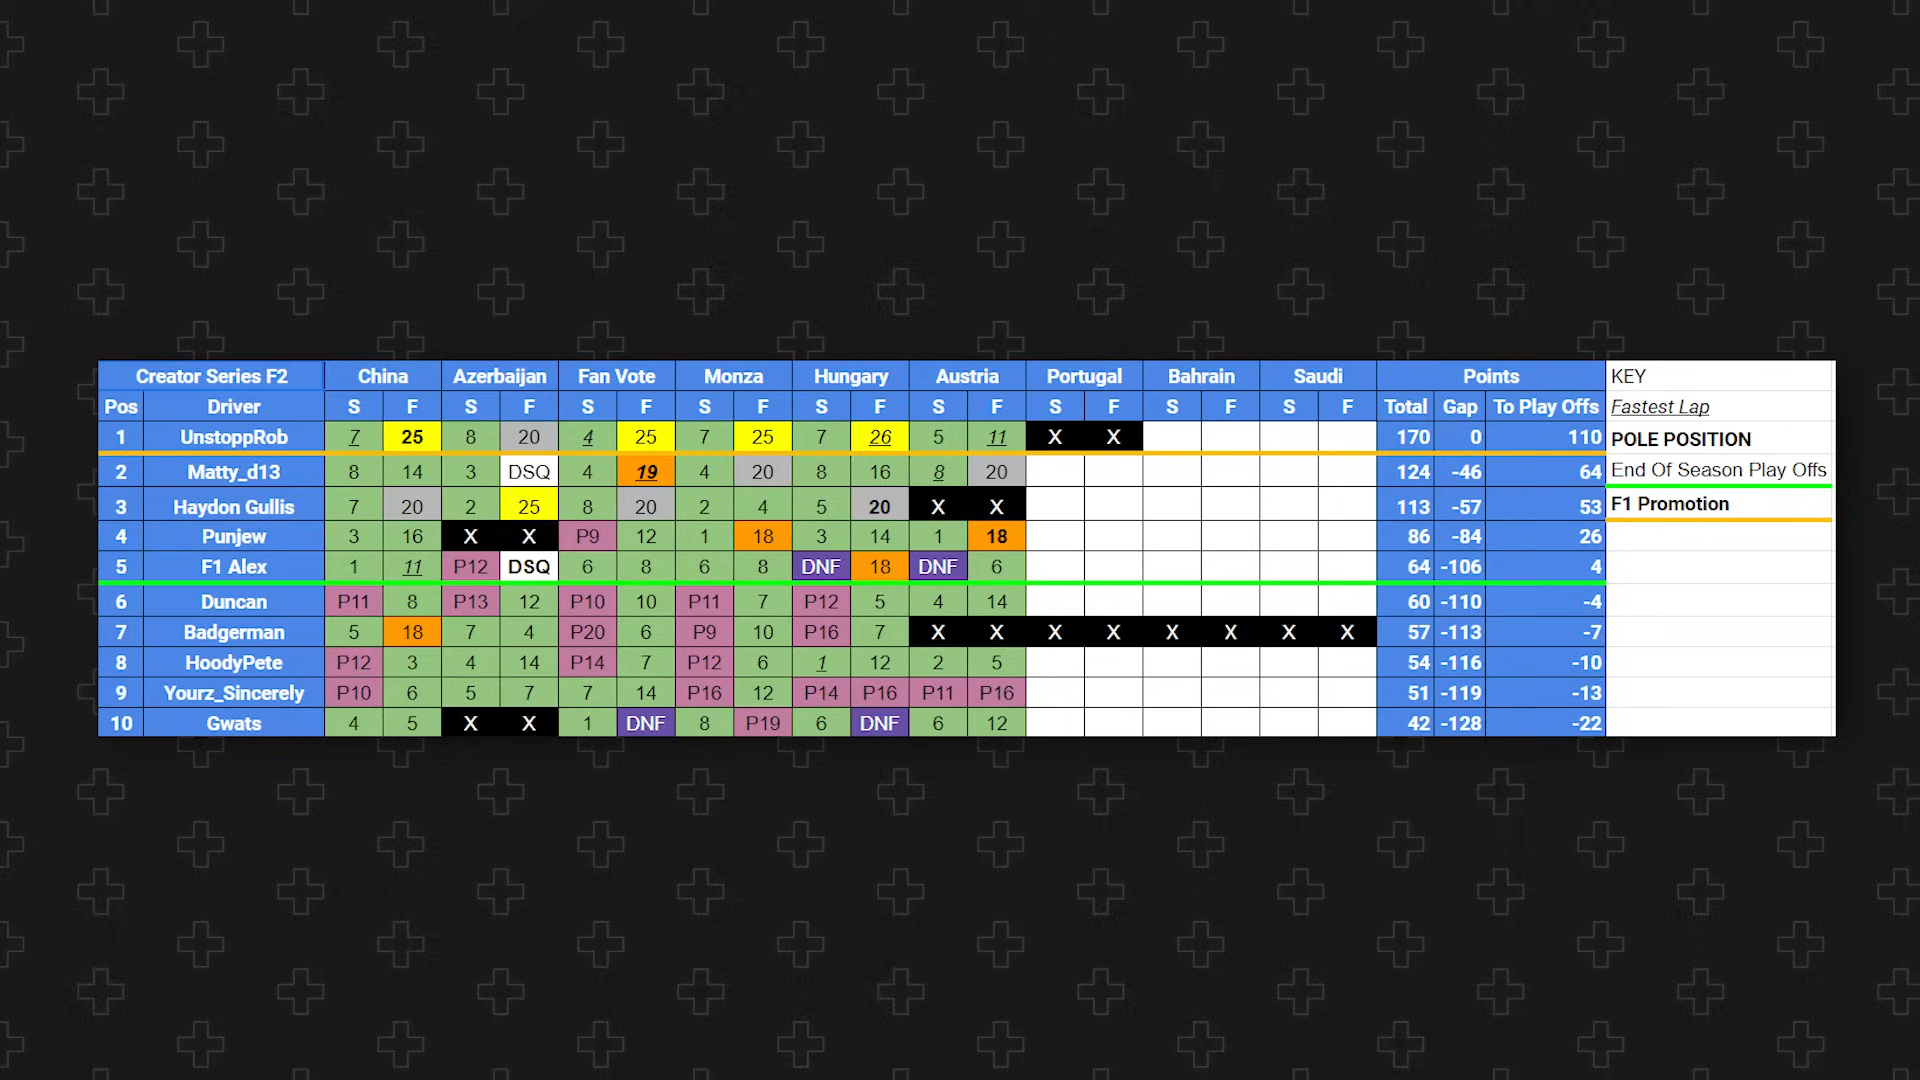 Creator Series F2 China Azerbaijan Fan Vote Monza Hungary Austria Portugal Bahrain Saudi Points KEY
Pos Driver S F S F S F S F S F S F S F S F S F Total Gap To Play Offs Fastest Lap
1 UnstoppRob 7 25 8 20 4 25 7 25 7 26 5 11 X X 170 0 110 POLE POSITION
2 Matty_d13 8 14 3 DSQ 4 19 4 20 8 16 8 20 124 -46 64 End Of Season Play Offs
3 Haydon Gullis 7 20 2 25 8 20 2 4 5 20 X X 113 -57 53 F1 Promotion
4 Punjew 3 16 X X P9 12 1 18 3 14 1 18 86 -84 26
5 F1 Alex 1 11 P12 DSQ 6 8 6 8 DNF 18 DNF 6 64 -106 4
6 Duncan P11 8 P13 12 P10 10 P11 7 P12 5 4 14 60 -110 -4
7 Badgerman 5 18 7 4 P20 6 P9 10 P16 7 X X X X X X X X 57 -113 -7
8 HoodyPete P12 3 4 14 P14 7 P12 6 1 12 2 5 54 -116 -10
9 Yourz_Sincerely P10 6 5 7 7 14 P16 12 P14 P16 P11 P16 51 -119 -13
10 Gwats 4 5 X X 1 DNF 8 P19 6 DNF 6 12 42 -128 -22